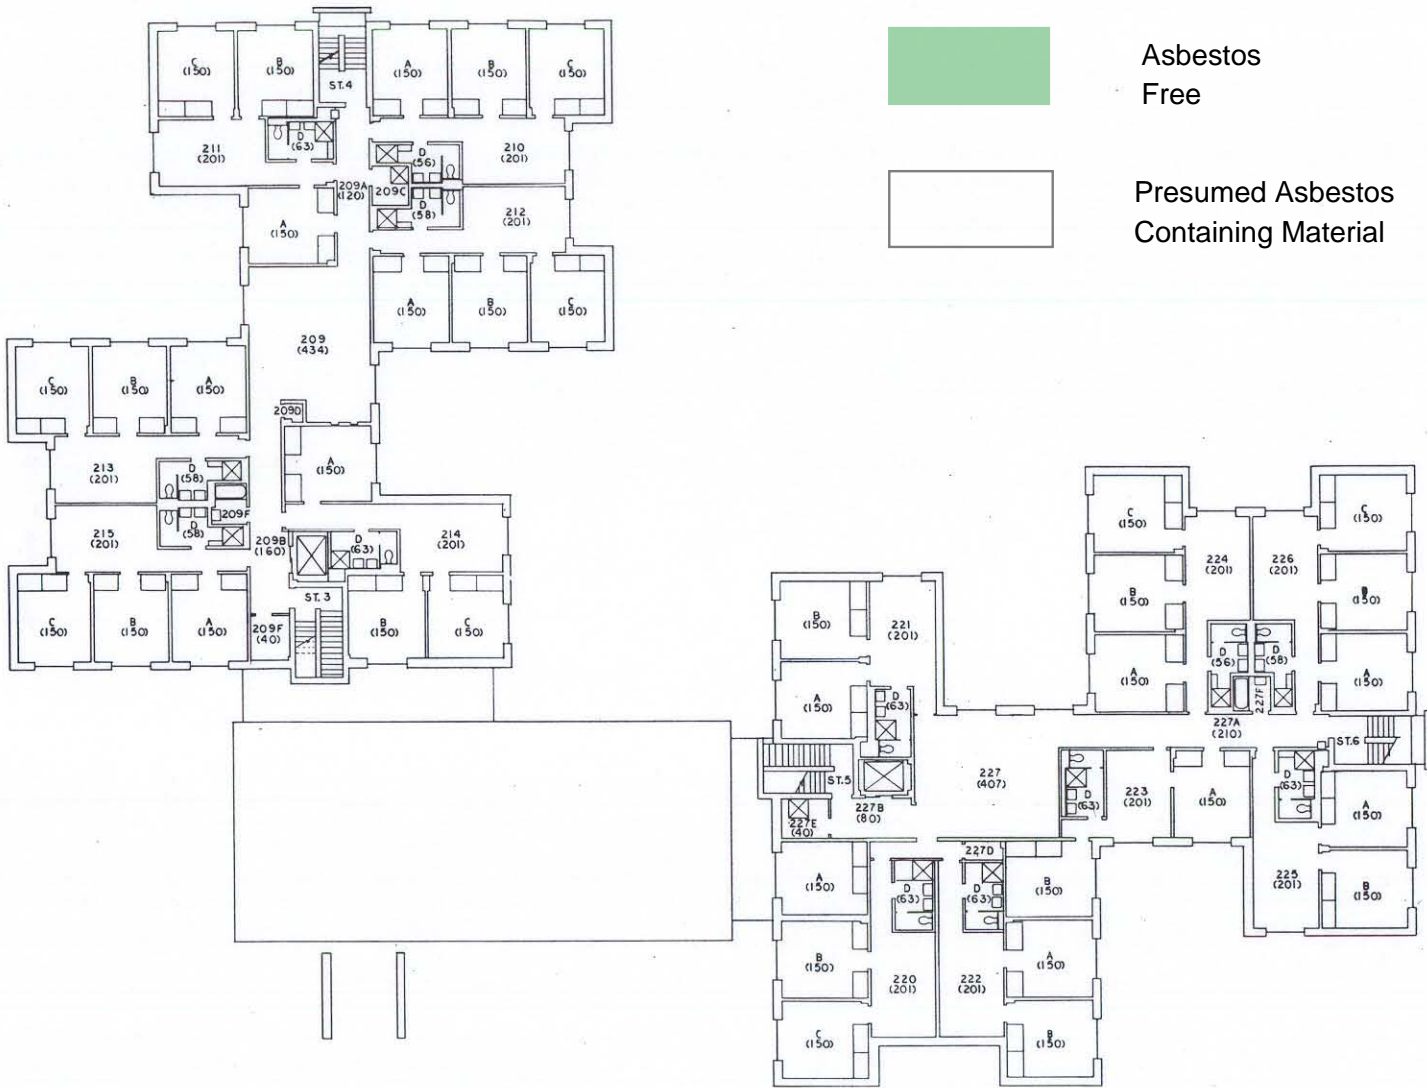 Asbestos
Free
Presumed Asbestos
Containing Material
C
(150)
B
(150)
ST.4
A
(150)
B
(150)
C
(150)
211
(201)
D
(63)
D
(56)
210
(201)
209A
(120)
209C
D
(58)
212
(201)
A
(150)
A
(150)
B
(150)
C
(150)
209
(434)
C
(150)
B
(150)
A
(150)
209D
A
(150)
213
(201)
D
(58)
209F
215
(201)
D
(58)
209B
(160)
D
(63)
214
(201)
C
(150)
B
(150)
A
(150)
ST. 3
209F
(40)
B
(150)
C
(150)
C
(150)
C
(150)
224
(201)
226
(201)
B
(150)
B
(150)
B
(150)
221
(201)
A
(150)
D
(56)
D
(58)
A
(150)
A
(150)
D
(63)
227F
227A
(210)
ST.6
ST.5
227
(407)
D
(63)
223
(201)
A
(150)
D
(63)
A
(150)
227B
(80)
227E
(40)
227D
A
(150)
D
(63)
D
(63)
B
(150)
225
(201)
B
(150)
B
(150)
220
(201)
222
(201)
A
(150)
C
(150)
B
(150)